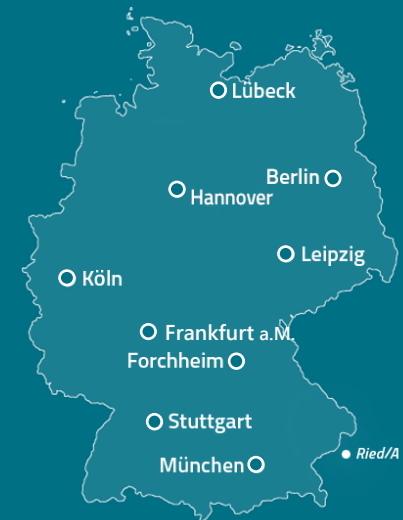 Lübeck
Berlin
Hannover
Leipzig
Köln
Frankfurt a.M.
Forchheim
Stuttgart
Ried/A
München